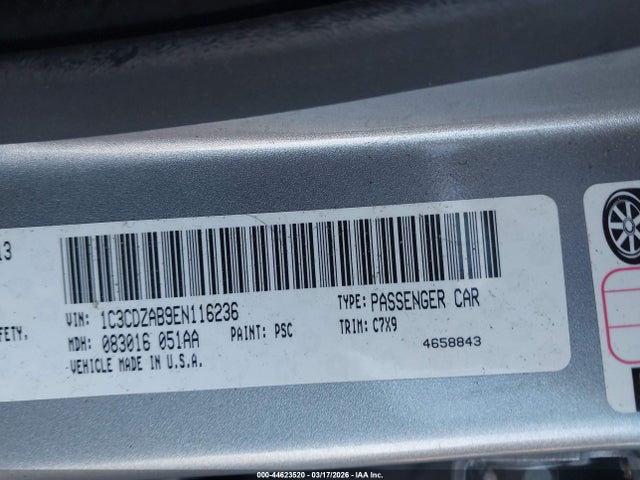 13
VIN: 1C3CDZAB9EN116236 TYPE: PASSENGER CAR
AFETY. MDH: 083016 051AA PAINT: PSC TRIM: C7X9
VEHICLE MADE IN U.S.A. 4658843
000-44623520 - 03/17/2026 - IAA Inc.